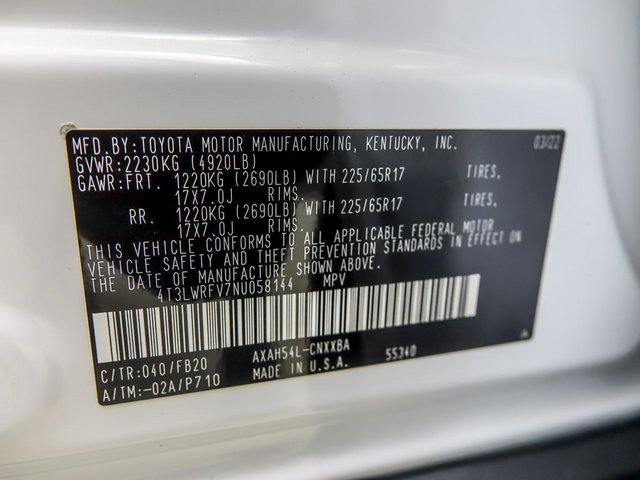 MFD.BY:TOYOTA MOTOR MANUFACTURING, KENTUCKY, INC. 03/22
GVWR:2230KG (4920LB)
GAWR:FRT. 1220KG (2690LB) WITH 225/65R17 TIRES.
17X7.0J RIMS.
RR. 1220KG (2690LB) WITH 225/65R17 TIRES.
17X7.0J RIMS.
THIS VEHICLE CONFORMS TO ALL APPLICABLE FEDERAL MOTOR
VEHICLE SAFETY AND THEFT PREVENTION STANDARDS IN EFFECT ON
THE DATE OF MANUFACTURE SHOWN ABOVE.
4T3LWRFV7NU058144 MPV
C/TR:040/FB20 AXAH54L-CNXXBA 55340
A/TM:-02A/P710 MADE IN U.S.A.